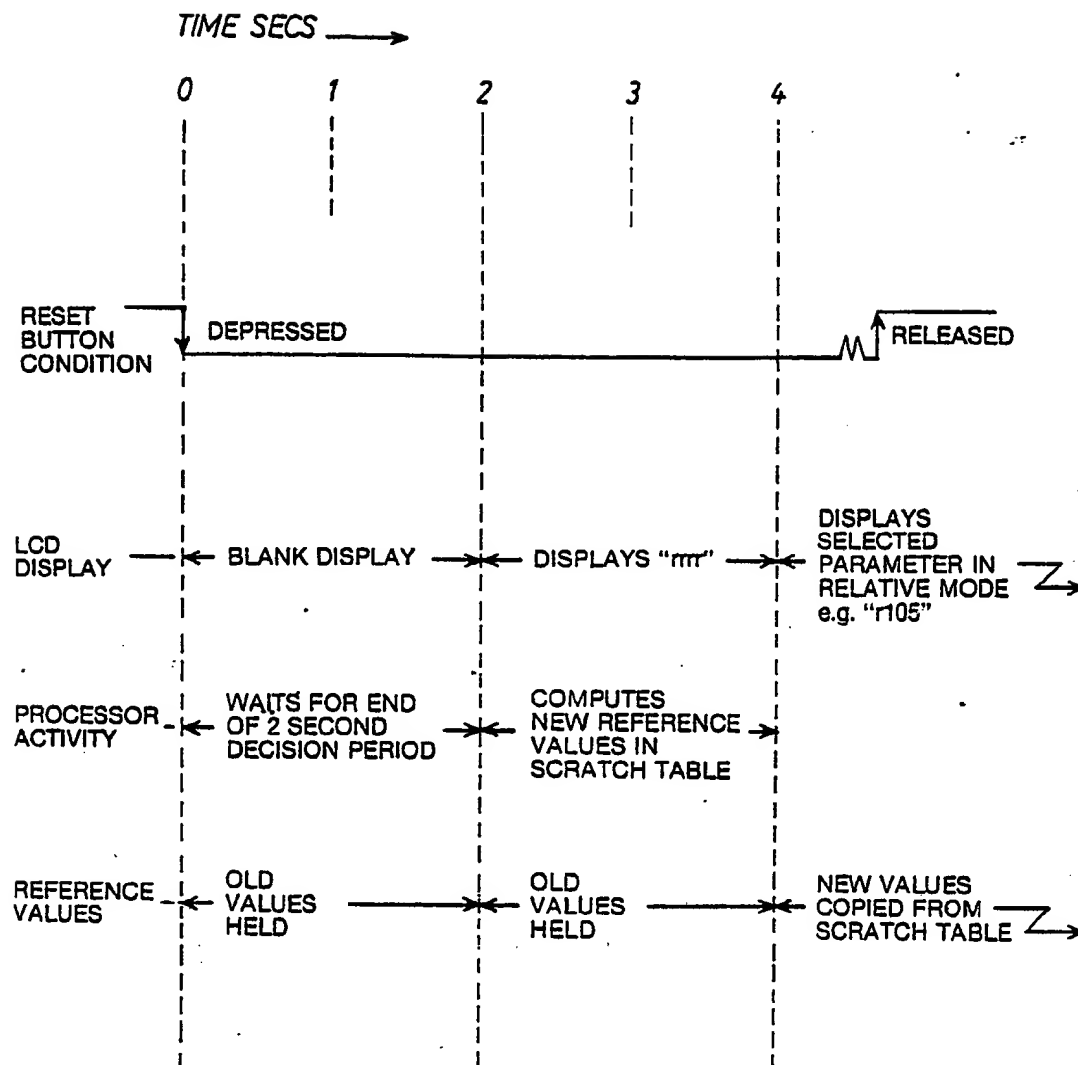 TIME SECS
0 1 2 3 4
RESET
BUTTON
CONDITION
DEPRESSED
RELEASED
LCD
DISPLAY
BLANK DISPLAY
DISPLAYS "rrrr"
DISPLAYS
SELECTED
PARAMETER IN
RELATIVE MODE
e.g. "r105"
PROCESSOR
ACTIVITY
WAITS FOR END
OF 2 SECOND
DECISION PERIOD
COMPUTES
NEW REFERENCE
VALUES IN
SCRATCH TABLE
REFERENCE
VALUES
OLD
VALUES
HELD
OLD
VALUES
HELD
NEW VALUES
COPIED FROM
SCRATCH TABLE